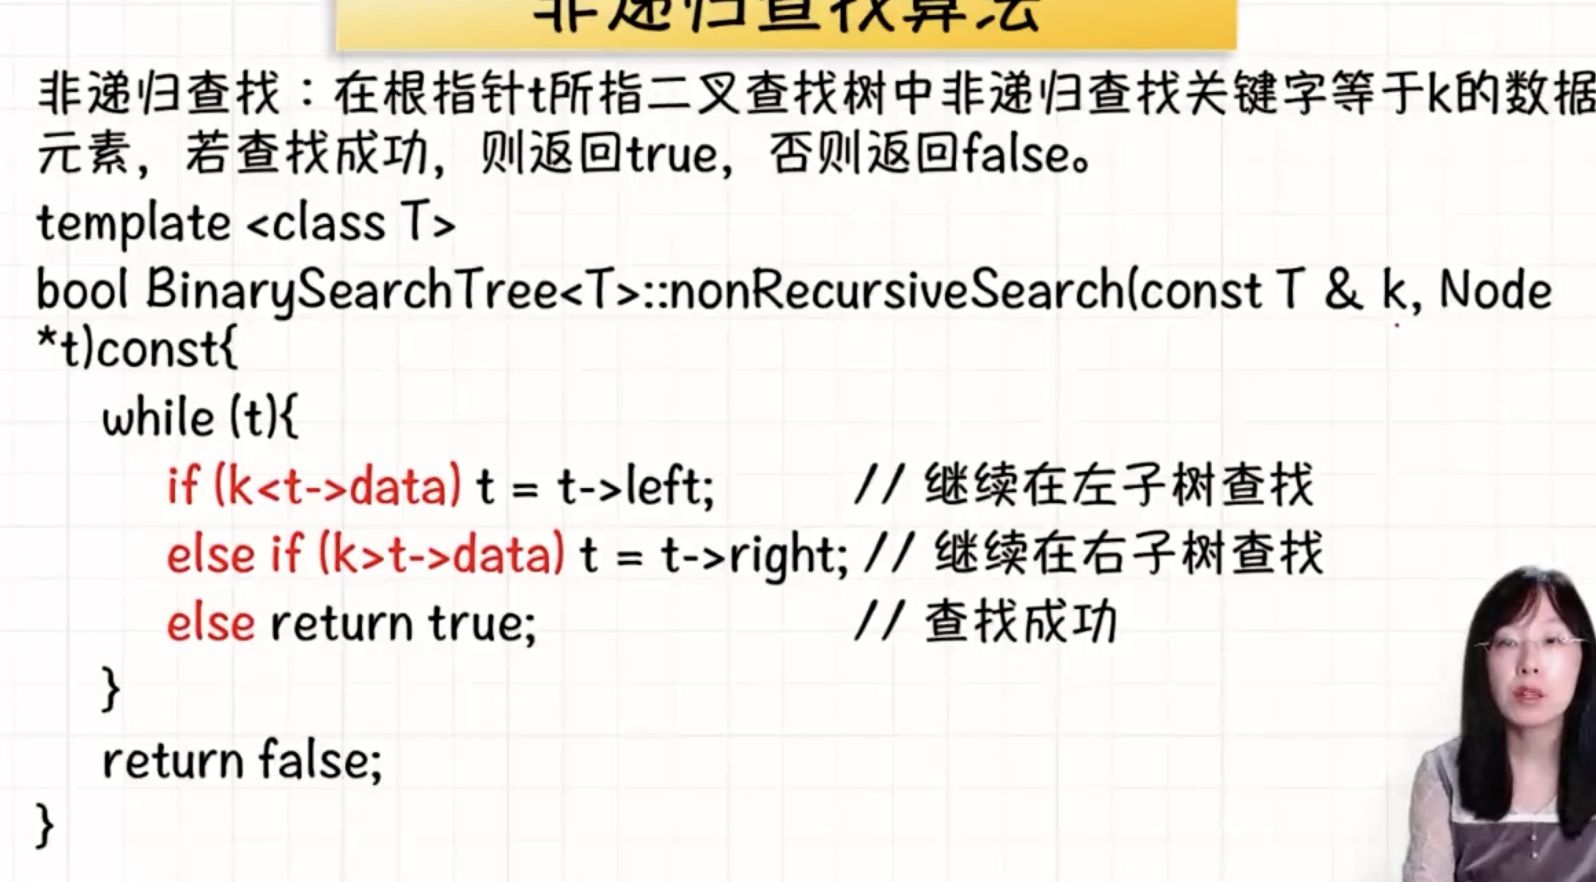 非递归查找算法
非递归查找：在根指针t所指二叉查找树中非递归查找关键字等于k的数据
元素，若查找成功，则返回true，否则返回false。
template <class T>
bool BinarySearchTree<T>::nonRecursiveSearch(const T & k, Node
*t)const{
while (t){
if (k<t->data) t = t->left; // 继续在左子树查找
else if (k>t->data) t = t->right; // 继续在右子树查找
else return true; // 查找成功
}
return false;
}